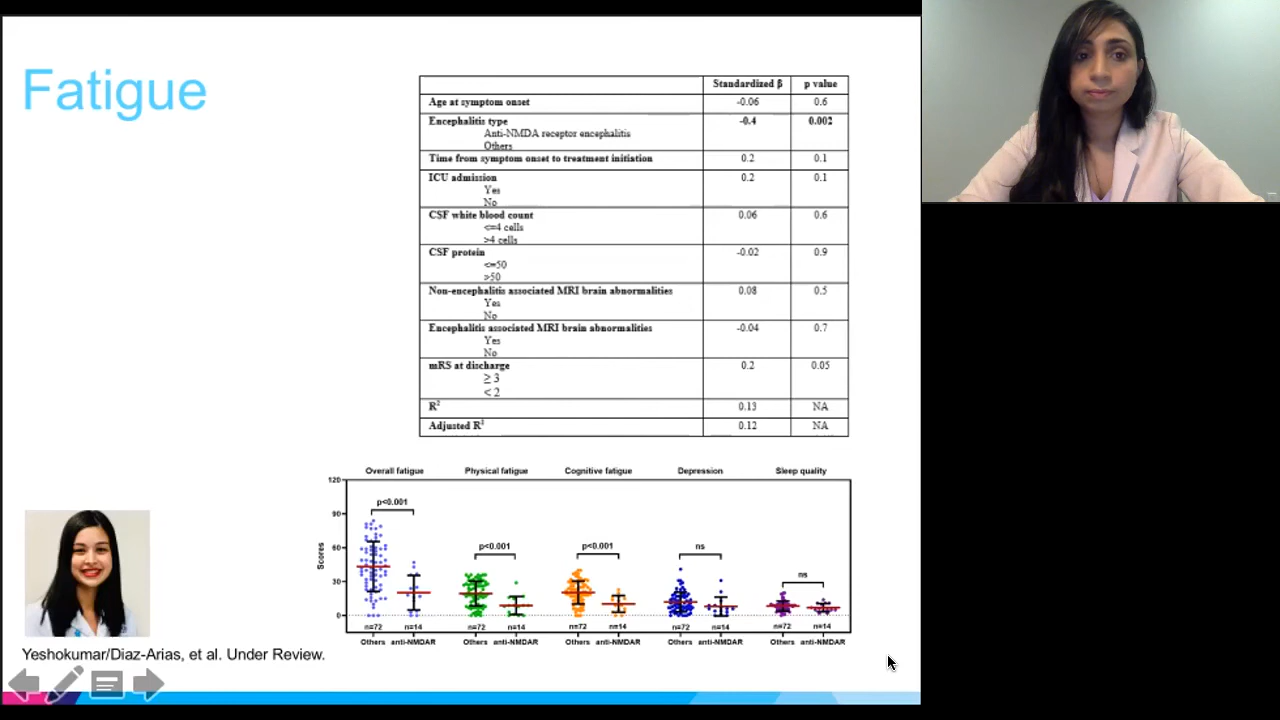 Fatigue
Standardized β p value
Age at symptom onset -0.06 0.6
Encephalitis type -0.4 0.002
Anti-NMDA receptor encephalitis
Others
Time from symptom onset to treatment initiation 0.2 0.1
ICU admission 0.2 0.1
Yes
No
CSF white blood count 0.06 0.6
<=4 cells
>4 cells
CSF protein -0.02 0.9
<=50
>50
Non-encephalitis associated MRI brain abnormalities 0.08 0.5
Yes
No
Encephalitis associated MRI brain abnormalities -0.04 0.7
Yes
No
mRS at discharge 0.2 0.05
≥ 3
< 2
R² 0.13 NA
Adjusted R² 0.12 NA
Overall fatigue Physical fatigue Cognitive fatigue Depression Sleep quality
120
90
60
30
0
Scores
p<0.001
p<0.001
p<0.001
ns
ns
n=72 n=14 n=72 n=14 n=72 n=14 n=72 n=14 n=72 n=14
Others anti-NMDAR Others anti-NMDAR Others anti-NMDAR Others anti-NMDAR Others anti-NMDAR
Yeshokumar/Diaz-Arias, et al. Under Review.